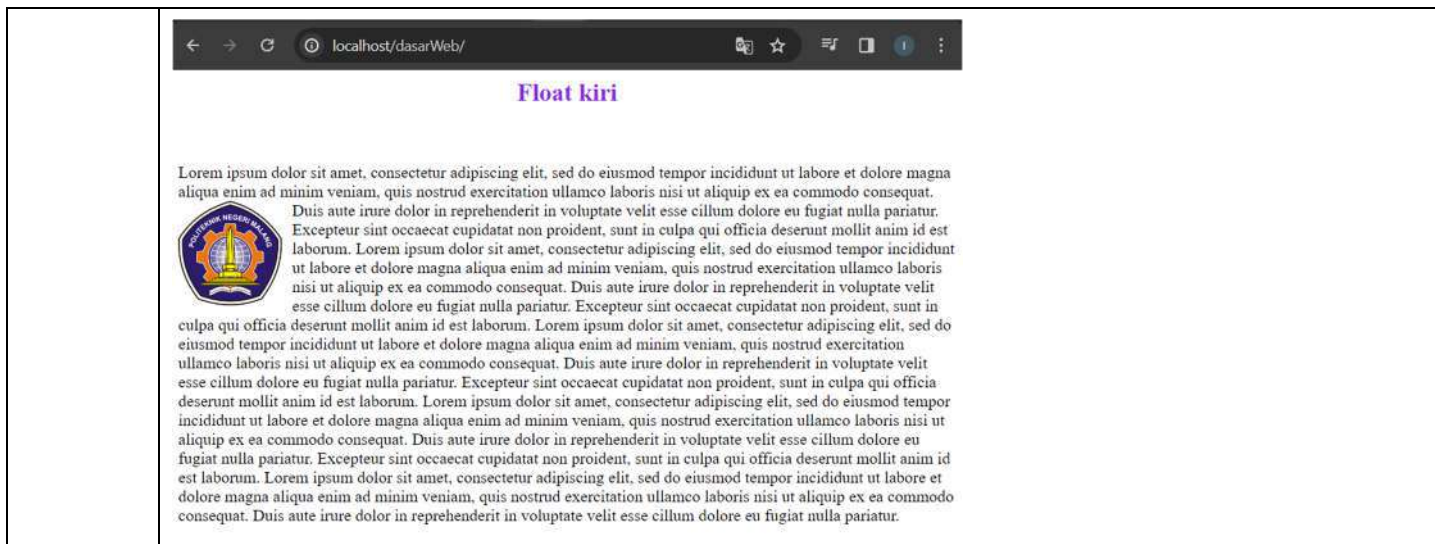 localhost/dasarWeb/
Float kiri
Lorem ipsum dolor sit amet, consectetur adipiscing elit, sed do eiusmod tempor incididunt ut labore et dolore magna
aliqua enim ad minim veniam, quis nostrud exercitation ullamco laboris nisi ut aliquip ex ea commodo consequat.
POLITEKNIK NEGERI MALANG
Duis aute irure dolor in reprehenderit in voluptate velit esse cillum dolore eu fugiat nulla pariatur.
Excepteur sint occaecat cupidatat non proident, sunt in culpa qui officia deserunt mollit anim id est
laborum. Lorem ipsum dolor sit amet, consectetur adipiscing elit, sed do eiusmod tempor incididunt
ut labore et dolore magna aliqua enim ad minim veniam, quis nostrud exercitation ullamco laboris
nisi ut aliquip ex ea commodo consequat. Duis aute irure dolor in reprehenderit in voluptate velit
esse cillum dolore eu fugiat nulla pariatur. Excepteur sint occaecat cupidatat non proident, sunt in
culpa qui officia deserunt mollit anim id est laborum. Lorem ipsum dolor sit amet, consectetur adipiscing elit, sed do
eiusmod tempor incididunt ut labore et dolore magna aliqua enim ad minim veniam, quis nostrud exercitation
ullamco laboris nisi ut aliquip ex ea commodo consequat. Duis aute irure dolor in reprehenderit in voluptate velit
esse cillum dolore eu fugiat nulla pariatur. Excepteur sint occaecat cupidatat non proident, sunt in culpa qui officia
deserunt mollit anim id est laborum. Lorem ipsum dolor sit amet, consectetur adipiscing elit, sed do eiusmod tempor
incididunt ut labore et dolore magna aliqua enim ad minim veniam, quis nostrud exercitation ullamco laboris nisi ut
aliquip ex ea commodo consequat. Duis aute irure dolor in reprehenderit in voluptate velit esse cillum dolore eu
fugiat nulla pariatur. Excepteur sint occaecat cupidatat non proident, sunt in culpa qui officia deserunt mollit anim id
est laborum. Lorem ipsum dolor sit amet, consectetur adipiscing elit, sed do eiusmod tempor incididunt ut labore et
dolore magna aliqua enim ad minim veniam, quis nostrud exercitation ullamco laboris nisi ut aliquip ex ea commodo
consequat. Duis aute irure dolor in reprehenderit in voluptate velit esse cillum dolore eu fugiat nulla pariatur.